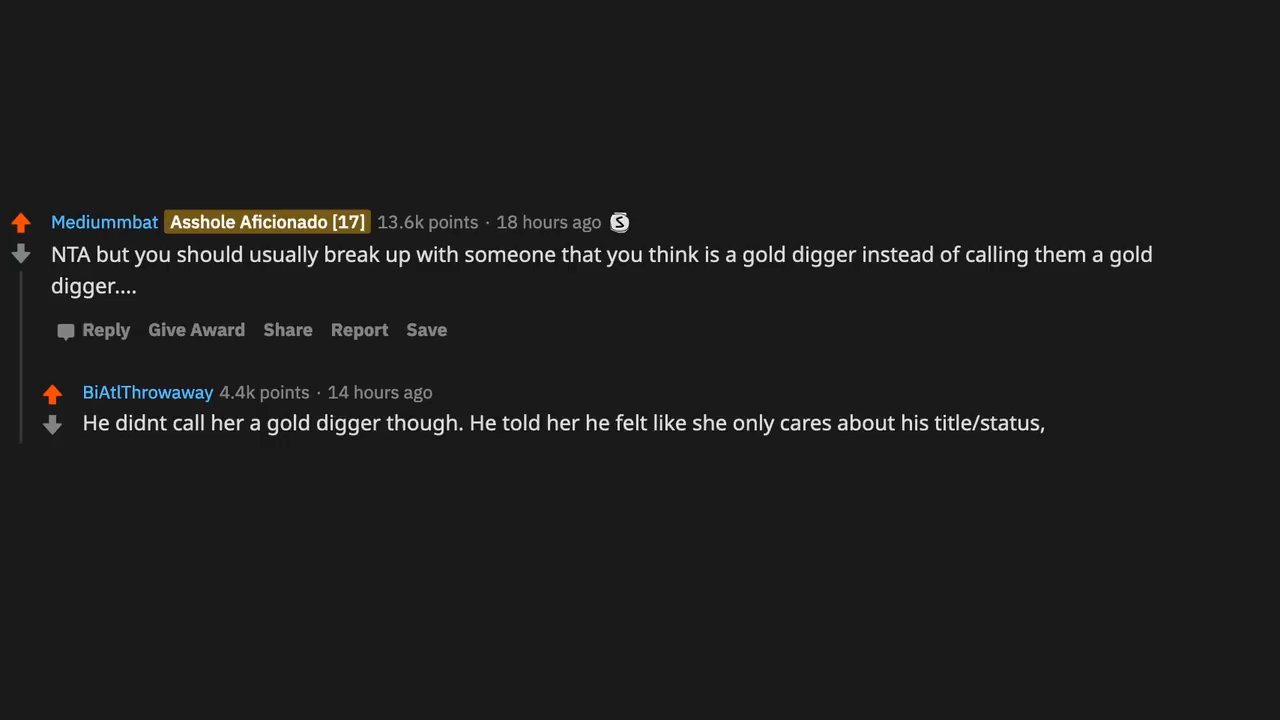 Mediummbat Asshole Aficionado [17] 13.6k points · 18 hours ago S
NTA but you should usually break up with someone that you think is a gold digger instead of calling them a gold
digger....
Reply Give Award Share Report Save
BiAtlThrowaway 4.4k points · 14 hours ago
He didnt call her a gold digger though. He told her he felt like she only cares about his title/status,